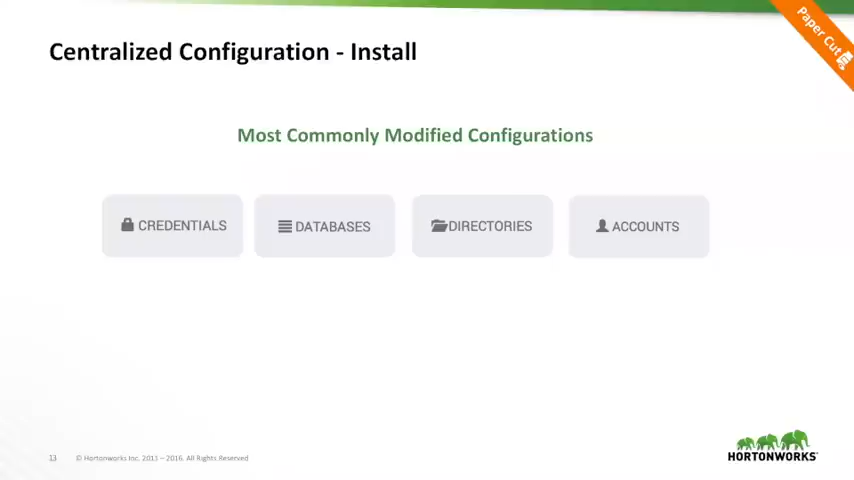 Paper Cut
Centralized Configuration - Install
Most Commonly Modified Configurations
CREDENTIALS
DATABASES
DIRECTORIES
ACCOUNTS
13 © Hortonworks Inc. 2011 – 2016. All Rights Reserved
HORTONWORKS